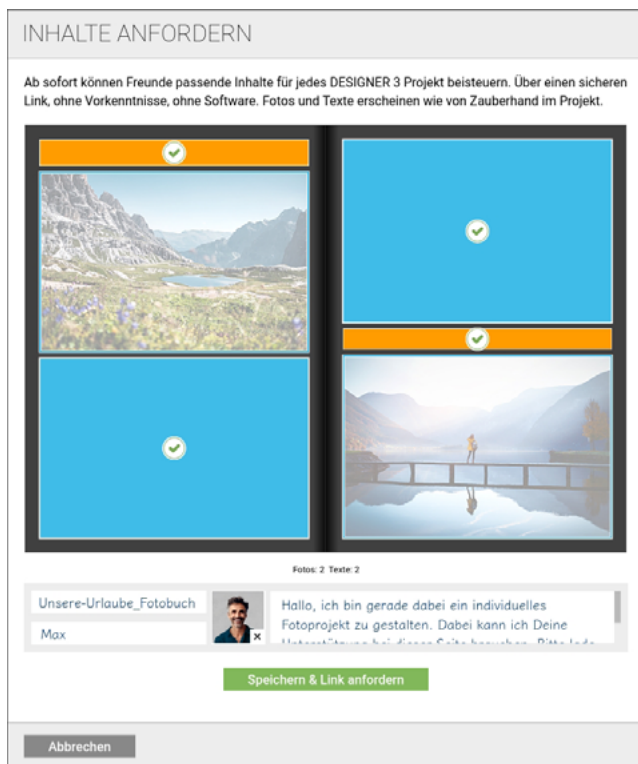 INHALTE ANFORDERN
Ab sofort können Freunde passende Inhalte für jedes DESIGNER 3 Projekt beisteuern. Über einen sicheren
Link, ohne Vorkenntnisse, ohne Software. Fotos und Texte erscheinen wie von Zauberhand im Projekt.
Fotos: 2 Texte: 2
Unsere-Urlaube_Fotobuch
Max
Hallo, ich bin gerade dabei ein individuelles
Fotoprojekt zu gestalten. Dabei kann ich Deine
Speichern & Link anfordern
Abbrechen